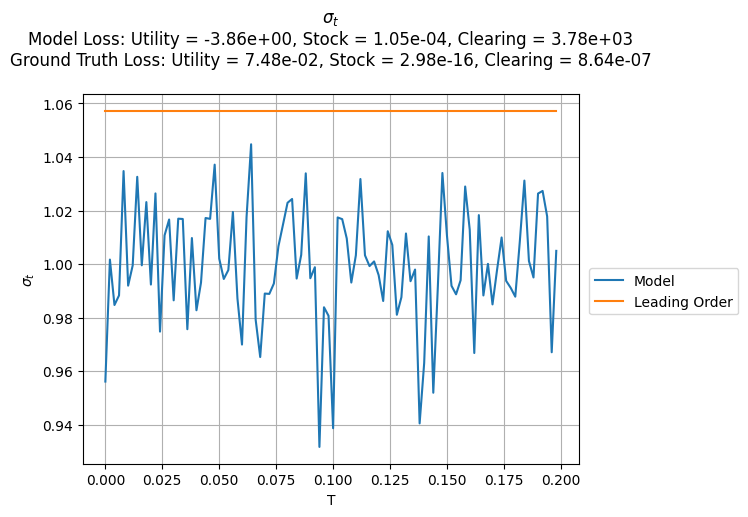 σt
Model Loss: Utility = -3.86e+00, Stock = 1.05e-04, Clearing = 3.78e+03
Ground Truth Loss: Utility = 7.48e-02, Stock = 2.98e-16, Clearing = 8.64e-07
1.06
1.04
1.02
1.00
0.98
0.96
0.94
σt
0.000 0.025 0.050 0.075 0.100 0.125 0.150 0.175 0.200
T
Model
Leading Order